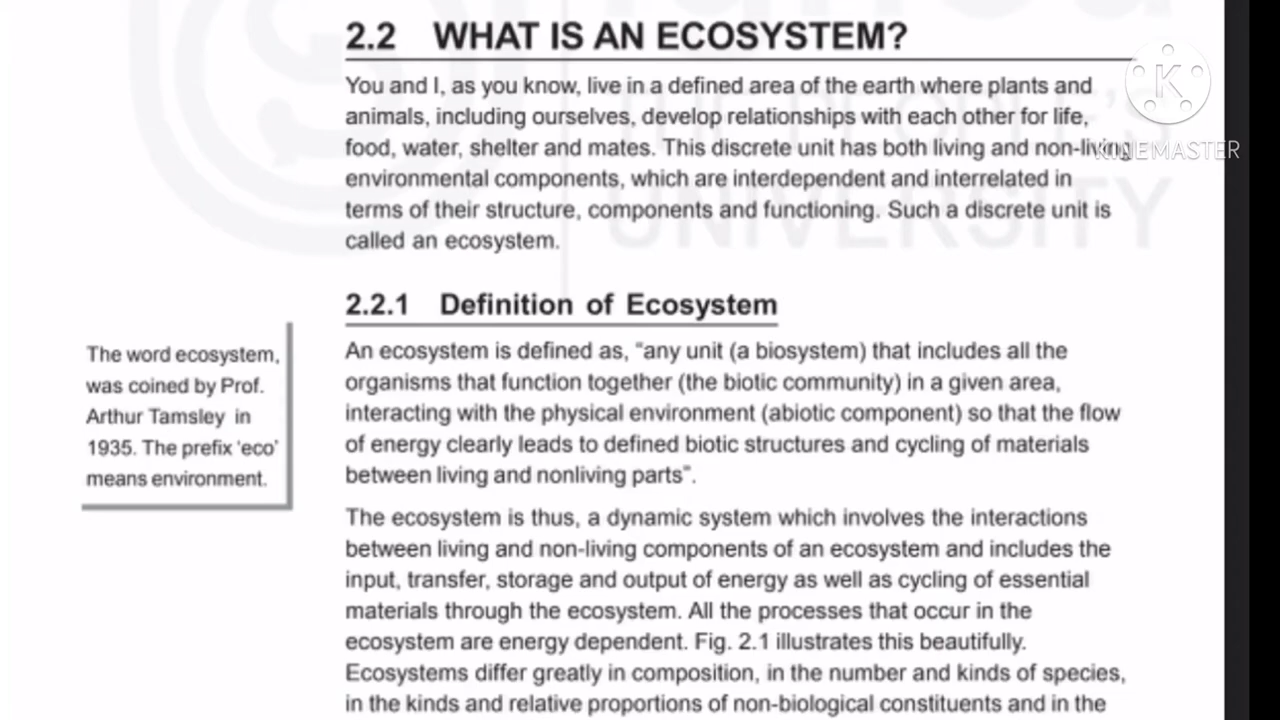 2.2 WHAT IS AN ECOSYSTEM?
You and I, as you know, live in a defined area of the earth where plants and
animals, including ourselves, develop relationships with each other for life,
food, water, shelter and mates. This discrete unit has both living and non-living
environmental components, which are interdependent and interrelated in
terms of their structure, components and functioning. Such a discrete unit is
called an ecosystem.
2.2.1 Definition of Ecosystem
An ecosystem is defined as, “any unit (a biosystem) that includes all the
organisms that function together (the biotic community) in a given area,
interacting with the physical environment (abiotic component) so that the flow
of energy clearly leads to defined biotic structures and cycling of materials
between living and nonliving parts”.
The ecosystem is thus, a dynamic system which involves the interactions
between living and non-living components of an ecosystem and includes the
input, transfer, storage and output of energy as well as cycling of essential
materials through the ecosystem. All the processes that occur in the
ecosystem are energy dependent. Fig. 2.1 illustrates this beautifully.
Ecosystems differ greatly in composition, in the number and kinds of species,
in the kinds and relative proportions of non-biological constituents and in the
The word ecosystem,
was coined by Prof.
Arthur Tamsley in
1935. The prefix 'eco'
means environment.
K
KINEMASTER
THE PEOPLE'S
UNIVERSITY